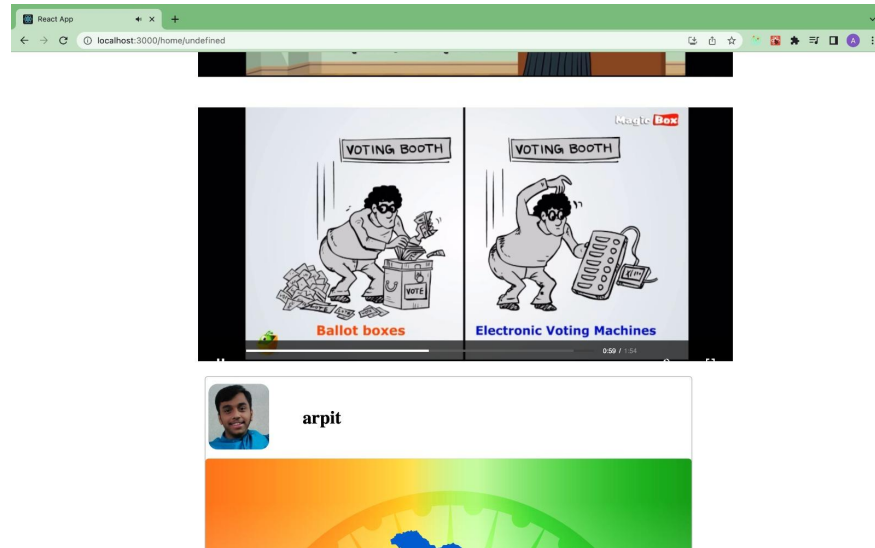 React App
localhost:3000/home/undefined
A
Magic Box
VOTING BOOTH
VOTING BOOTH
VOTE
Ballot boxes
Electronic Voting Machines
0:59 / 1:54
arpit